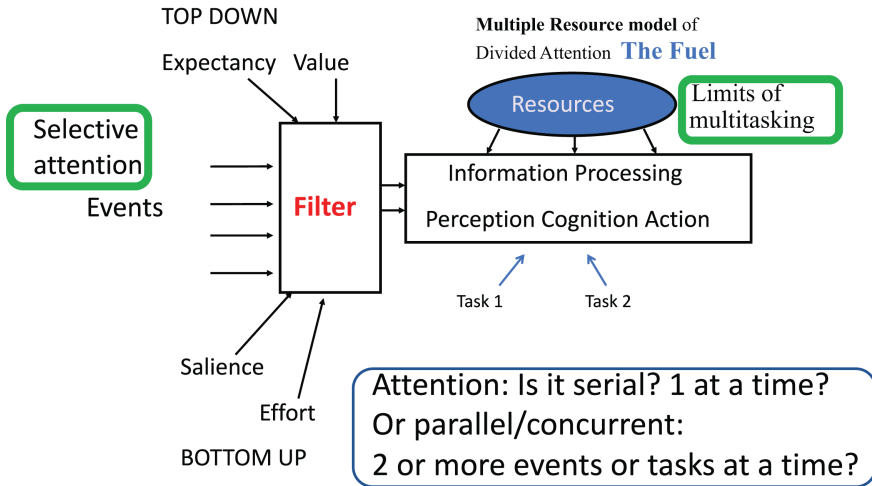 TOP DOWN
Multiple Resource model of
Divided Attention The Fuel
Expectancy Value
Resources
Limits of
multitasking
Selective
attention
Events
Filter
Information Processing
Perception Cognition Action
Task 1 Task 2
Salience
Effort
BOTTOM UP
Attention: Is it serial? 1 at a time?
Or parallel/concurrent:
2 or more events or tasks at a time?